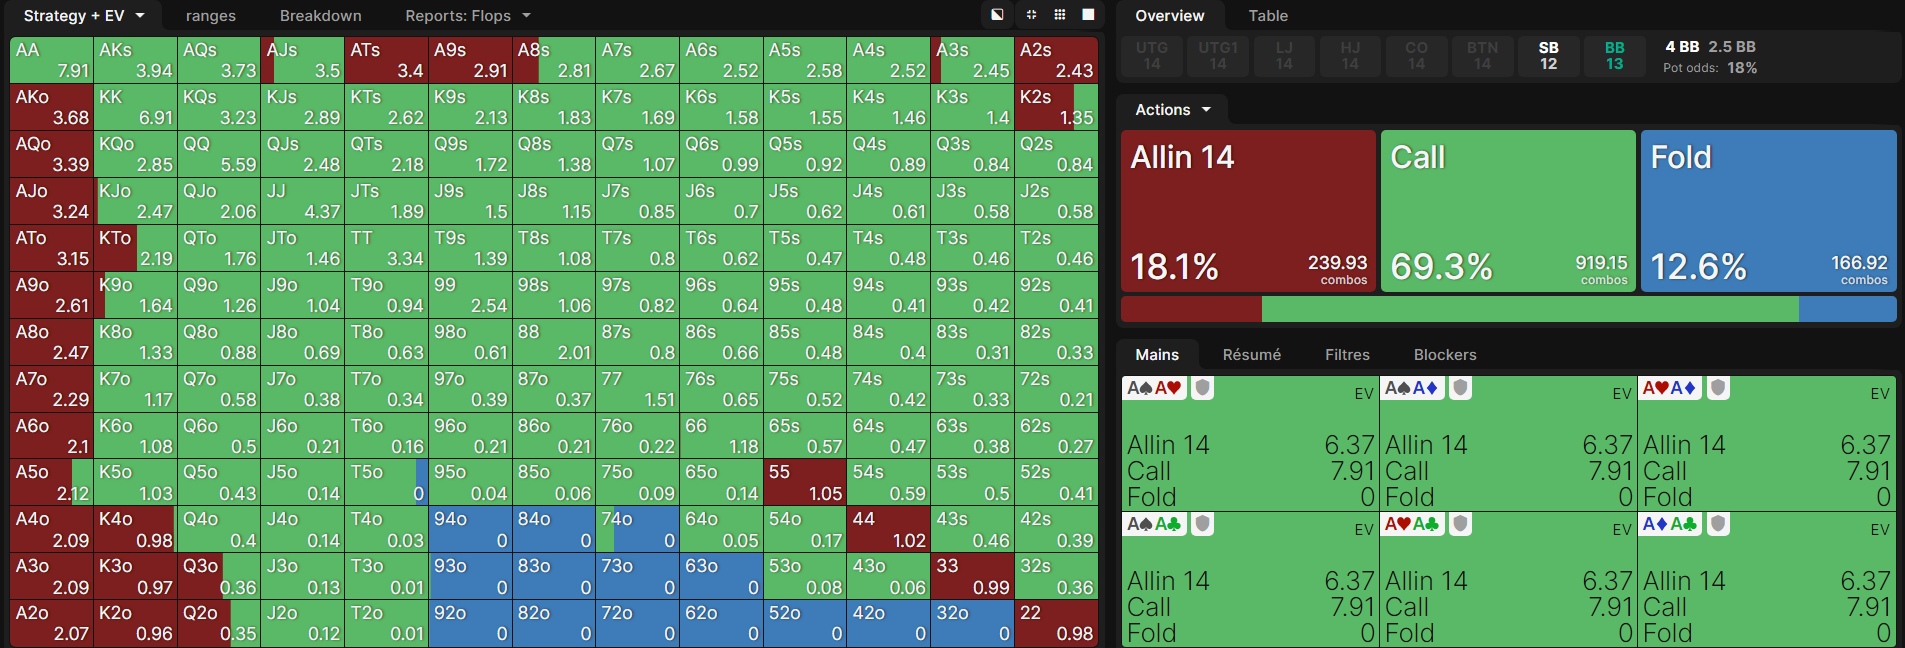 Strategy + EV ranges Breakdown Reports: Flops
AA AKs AQs AJs ATs A9s A8s A7s A6s A5s A4s A3s A2s
7.91 3.94 3.73 3.5 3.4 2.91 2.81 2.67 2.52 2.58 2.52 2.45 2.43
AKo KK KQs KJs KTs K9s K8s K7s K6s K5s K4s K3s K2s
3.68 6.91 3.23 2.89 2.62 2.13 1.83 1.69 1.58 1.55 1.46 1.4 1.35
AQo KQo QQ QJs QTs Q9s Q8s Q7s Q6s Q5s Q4s Q3s Q2s
3.39 2.85 5.59 2.48 2.18 1.72 1.38 1.07 0.99 0.92 0.89 0.84 0.84
AJo KJo QJo JJ JTs J9s J8s J7s J6s J5s J4s J3s J2s
3.24 2.47 2.06 4.37 1.89 1.5 1.15 0.85 0.7 0.62 0.61 0.58 0.58
ATo KTo QTo JTo TT T9s T8s T7s T6s T5s T4s T3s T2s
3.15 2.19 1.76 1.46 3.34 1.39 1.08 0.8 0.62 0.47 0.48 0.46 0.46
A9o K9o Q9o J9o T9o 99 98s 97s 96s 95s 94s 93s 92s
2.61 1.64 1.26 1.04 0.94 2.54 1.06 0.82 0.64 0.48 0.41 0.42 0.41
A8o K8o Q8o J8o T8o 98o 88 87s 86s 85s 84s 83s 82s
2.47 1.33 0.88 0.69 0.63 0.61 2.01 0.8 0.66 0.48 0.4 0.31 0.33
A7o K7o Q7o J7o T7o 97o 87o 77 76s 75s 74s 73s 72s
2.29 1.17 0.58 0.38 0.34 0.39 0.37 1.51 0.65 0.52 0.42 0.33 0.21
A6o K6o Q6o J6o T6o 96o 86o 76o 66 65s 64s 63s 62s
2.1 1.08 0.5 0.21 0.16 0.21 0.21 0.22 1.18 0.57 0.47 0.38 0.27
A5o K5o Q5o J5o T5o 95o 85o 75o 65o 55 54s 53s 52s
2.12 1.03 0.43 0.14 0 0.04 0.06 0.09 0.14 1.05 0.59 0.5 0.41
A4o K4o Q4o J4o T4o 94o 84o 74o 64o 54o 44 43s 42s
2.09 0.98 0.4 0.14 0.03 0 0 0 0.05 0.17 1.02 0.46 0.39
A3o K3o Q3o J3o T3o 93o 83o 73o 63o 53o 43o 33 32s
2.09 0.97 0.36 0.13 0.01 0 0 0 0 0.08 0.06 0.99 0.36
A2o K2o Q2o J2o T2o 92o 82o 72o 62o 52o 42o 32o 22
2.07 0.96 0.35 0.12 0.01 0 0 0 0 0 0 0 0.98
Overview Table
UTG UTG1 LJ HJ CO BTN SB BB 4 BB 2.5 BB
14 14 14 14 14 14 12 13 Pot odds: 18%
Actions
Allin 14 Call Fold
18.1% 239.93 combos 69.3% 919.15 combos 12.6% 166.92 combos
Mains Résumé Filtres Blockers
A♠A♥ EV A♠A♦ EV A♥A♦ EV
Allin 14 6.37 Allin 14 6.37 Allin 14 6.37
Call 7.91 Call 7.91 Call 7.91
Fold 0 Fold 0 Fold 0
A♠A♣ EV A♥A♣ EV A♦A♣ EV
Allin 14 6.37 Allin 14 6.37 Allin 14 6.37
Call 7.91 Call 7.91 Call 7.91
Fold 0 Fold 0 Fold 0